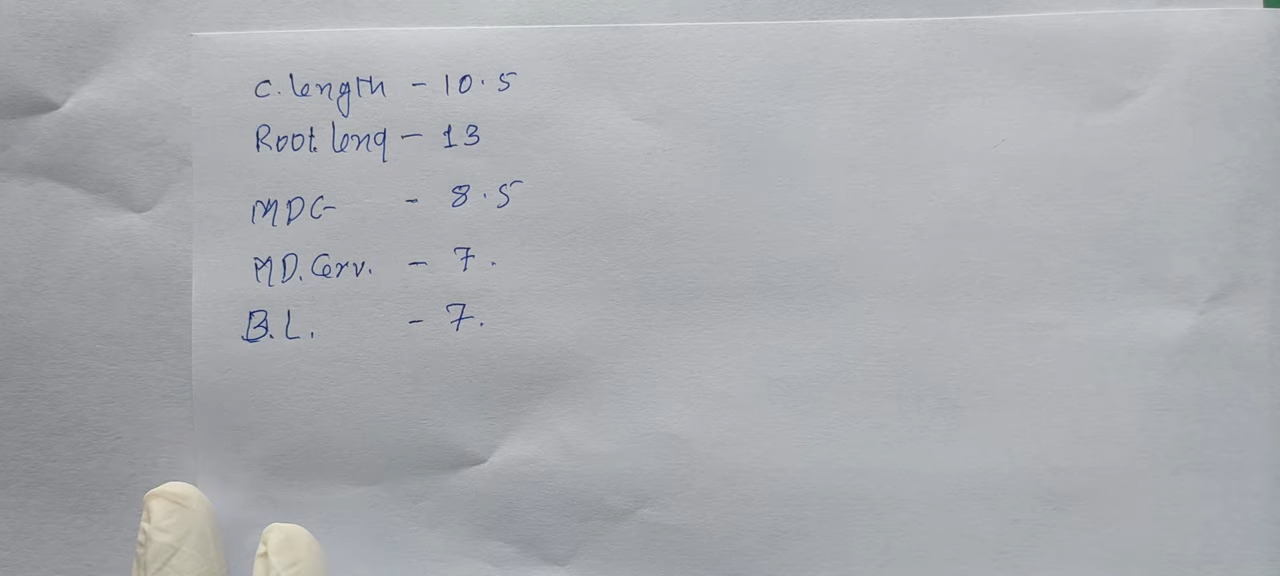 C. length - 10.5
Root leng - 13
MDC - 8.5
MD. Cerv. - 7.
B.L. - 7.